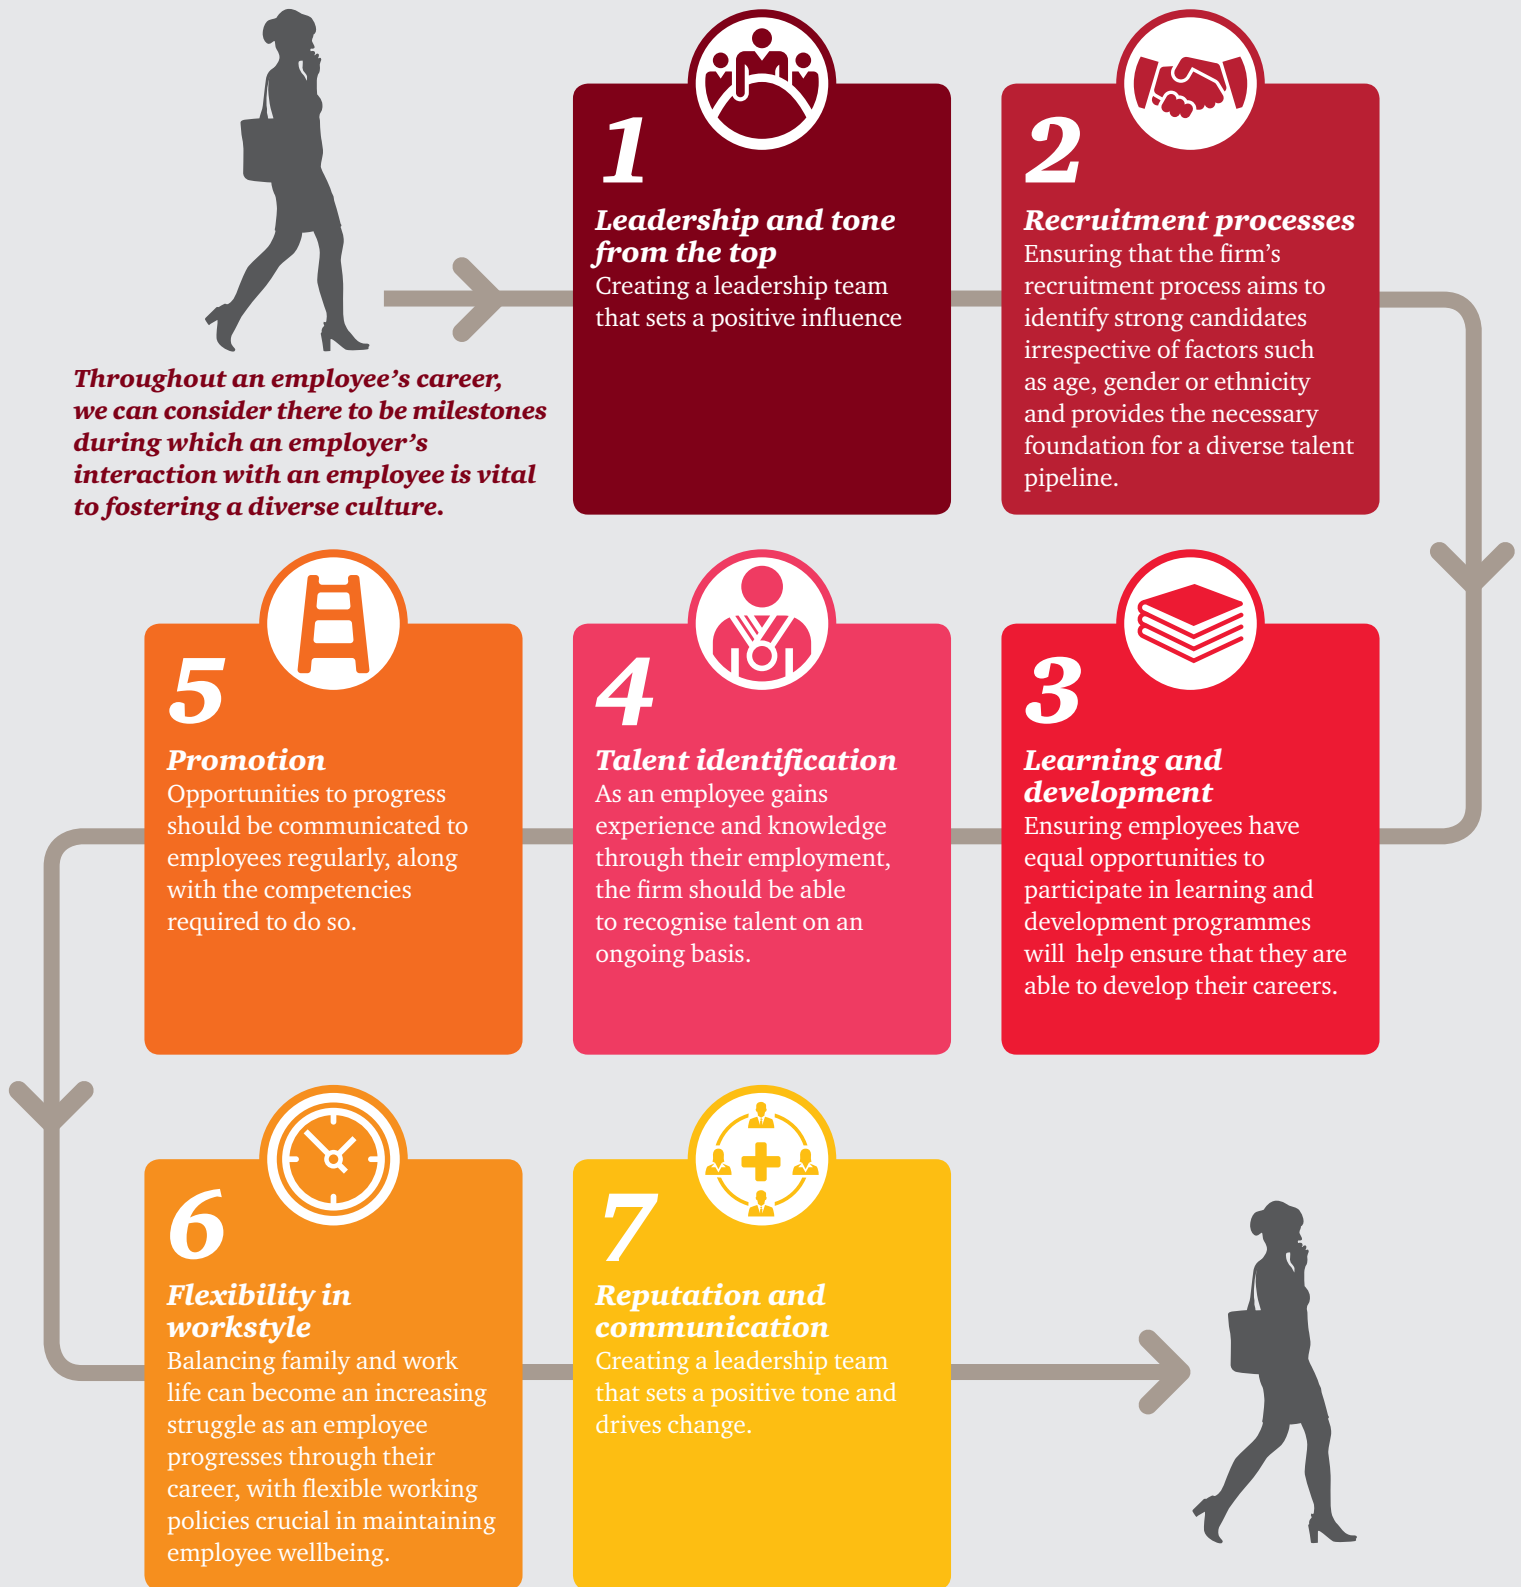 1
Leadership and tone
from the top
Creating a leadership team
that sets a positive influence
2
Recruitment processes
Ensuring that the firm’s
recruitment process aims to
identify strong candidates
irrespective of factors such
as age, gender or ethnicity
and provides the necessary
foundation for a diverse talent
pipeline.
Throughout an employee’s career,
we can consider there to be milestones
during which an employer’s
interaction with an employee is vital
to fostering a diverse culture.
3
Learning and
development
Ensuring employees have
equal opportunities to
participate in learning and
development programmes
will  help ensure that they are
able to develop their careers.
4
Talent identification
As an employee gains
experience and knowledge
through their employment,
the firm should be able
to recognise talent on an
ongoing basis.
5
Promotion
Opportunities to progress
should be communicated to
employees regularly, along
with the competencies
required to do so.
6
Flexibility in
workstyle
Balancing family and work
life can become an increasing
struggle as an employee
progresses through their
career, with flexible working
policies crucial in maintaining
employee wellbeing.
7
Reputation and
communication
Creating a leadership team
that sets a positive tone and
drives change.